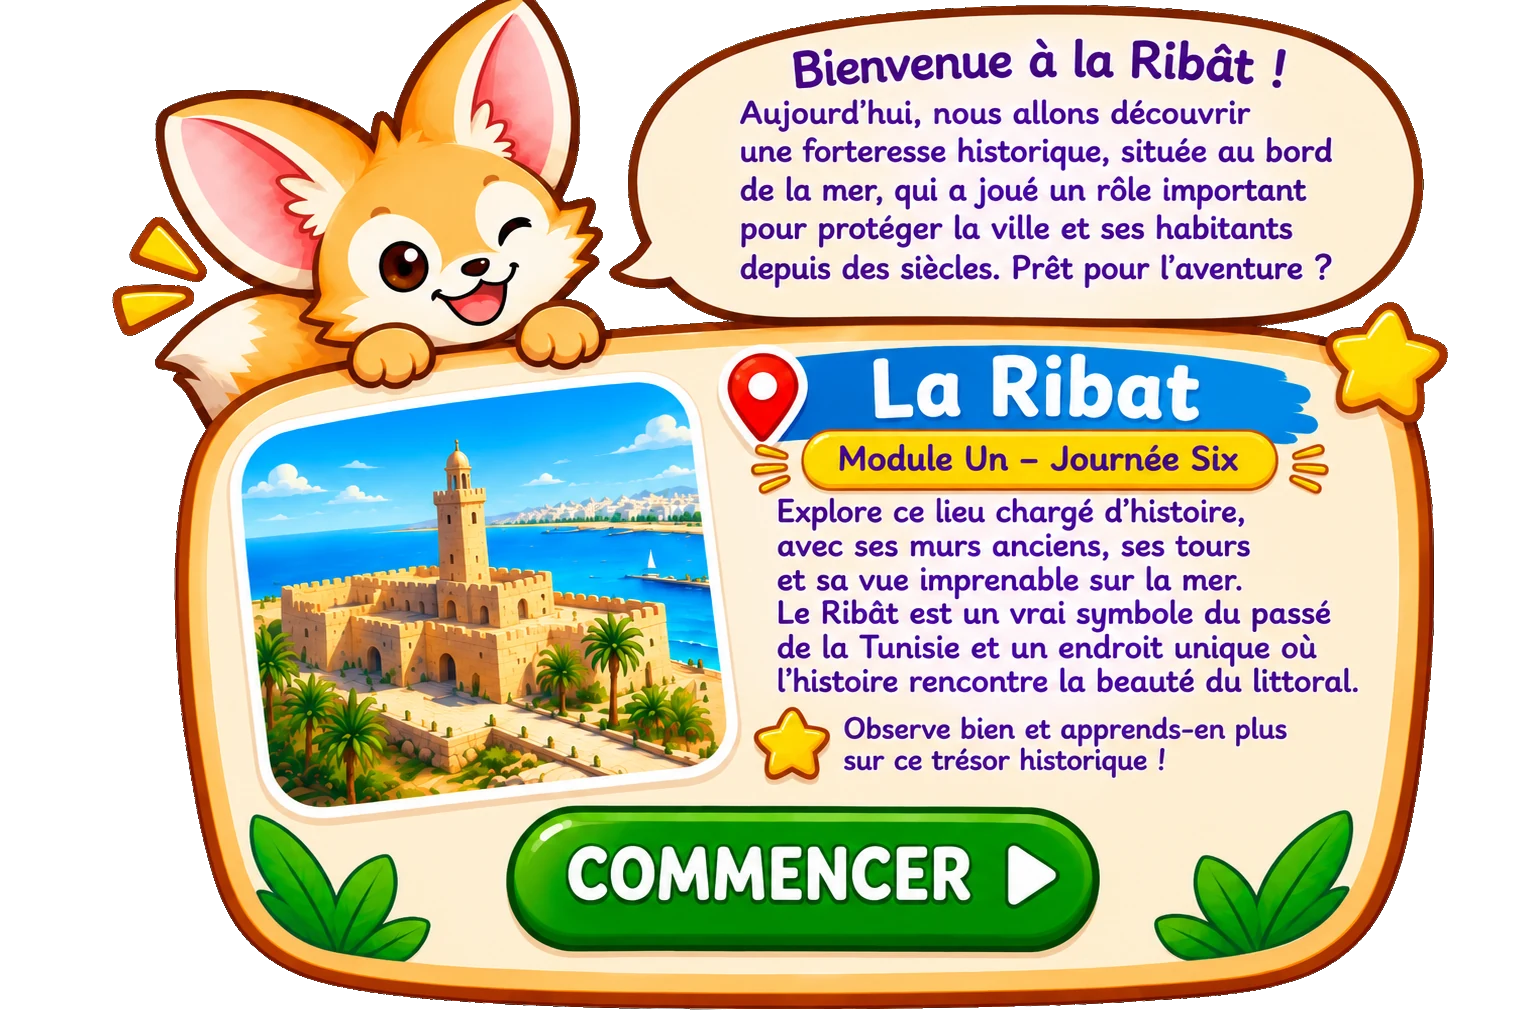 Bienvenue à la Ribât !
Aujourd’hui, nous allons découvrir
une forteresse historique, située au bord
de la mer, qui a joué un rôle important
pour protéger la ville et ses habitants
depuis des siècles. Prêt pour l’aventure ?
La Ribat
Module Un – Journée Six
Explore ce lieu chargé d’histoire,
avec ses murs anciens, ses tours
et sa vue imprenable sur la mer.
Le Ribât est un vrai symbole du passé
de la Tunisie et un endroit unique où
l’histoire rencontre la beauté du littoral.
Observe bien et apprends-en plus
sur ce trésor historique !
COMMENCER